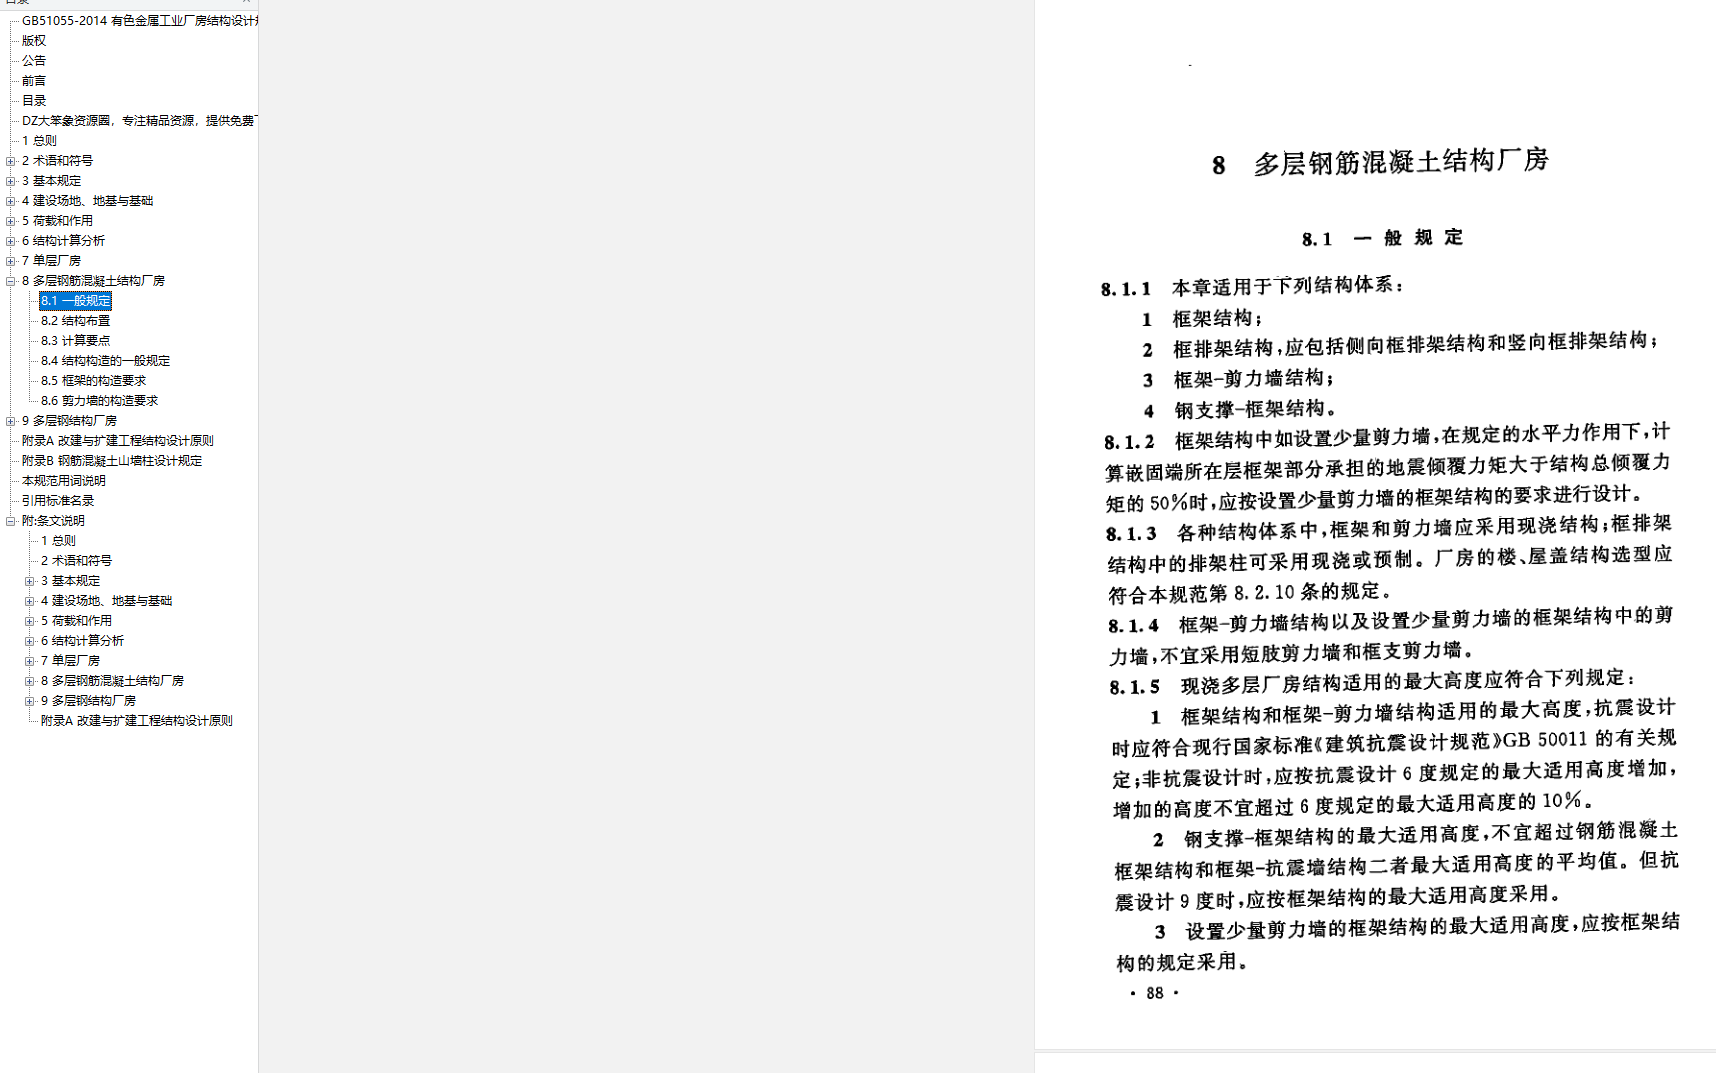 GB51055-2014 有色金属工业厂房结构设计
版权
公告
前言
目录
DZ大笨象资源圈，专注精品资源，提供免费
1 总则
2 术语和符号
3 基本规定
4 建设场地、地基与基础
5 荷载和作用
6 结构计算分析
7 单层厂房
8 多层钢筋混凝土结构厂房
8.1 一般规定
8.2 结构布置
8.3 计算要点
8.4 结构构造的一般规定
8.5 框架的构造要求
8.6 剪力墙的构造要求
9 多层钢结构厂房
附录A 改建与扩建工程结构设计原则
附录B 钢筋混凝土山墙柱设计规定
本规范用词说明
引用标准名录
附:条文说明
1 总则
2 术语和符号
3 基本规定
4 建设场地、地基与基础
5 荷载和作用
6 结构计算分析
7 单层厂房
8 多层钢筋混凝土结构厂房
9 多层钢结构厂房
附录A 改建与扩建工程结构设计原则
8 多层钢筋混凝土结构厂房
8.1 一般规定
8.1.1 本章适用于下列结构体系：
1 框架结构；
2 框排架结构,应包括侧向框排架结构和竖向框排架结构；
3 框架-剪力墙结构；
4 钢支撑-框架结构。
8.1.2 框架结构中如设置少量剪力墙,在规定的水平力作用下,计
算嵌固端所在层框架部分承担的地震倾覆力矩大于结构总倾覆力
矩的50%时,应按设置少量剪力墙的框架结构的要求进行设计。
8.1.3 各种结构体系中,框架和剪力墙应采用现浇结构;框排架
结构中的排架柱可采用现浇或预制。厂房的楼、屋盖结构选型应
符合本规范第8.2.10条的规定。
8.1.4 框架-剪力墙结构以及设置少量剪力墙的框架结构中的剪
力墙,不宜采用短肢剪力墙和框支剪力墙。
8.1.5 现浇多层厂房结构适用的最大高度应符合下列规定：
1 框架结构和框架-剪力墙结构适用的最大高度,抗震设计
时应符合现行国家标准《建筑抗震设计规范》GB 50011的有关规
定;非抗震设计时,应按抗震设计6度规定的最大适用高度增加,
增加的高度不宜超过6度规定的最大适用高度的10%。
2 钢支撑-框架结构的最大适用高度,不宜超过钢筋混凝土
框架结构和框架-抗震墙结构二者最大适用高度的平均值。但抗
震设计9度时,应按框架结构的最大适用高度采用。
3 设置少量剪力墙的框架结构的最大适用高度,应按框架结
构的规定采用。
· 88 ·